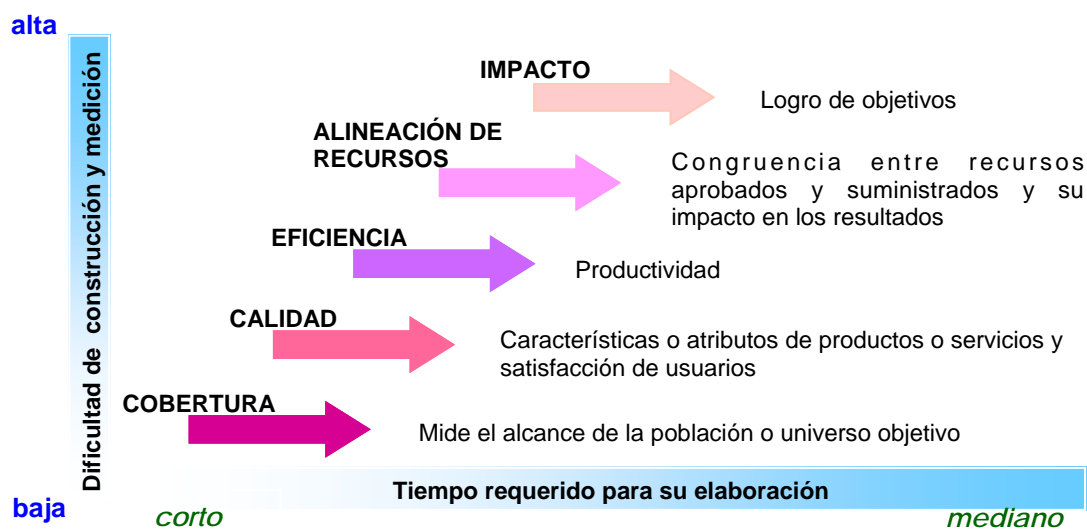 alta
Dificultad de construcción y medición
IMPACTO
Logro de objetivos
ALINEACIÓN DE
RECURSOS
Congruencia entre recursos
aprobados y suministrados y su
impacto en los resultados
EFICIENCIA
Productividad
CALIDAD
Características o atributos de productos o servicios y
satisfacción de usuarios
COBERTURA
Mide el alcance de la población o universo objetivo
Tiempo requerido para su elaboración
baja
corto
mediano